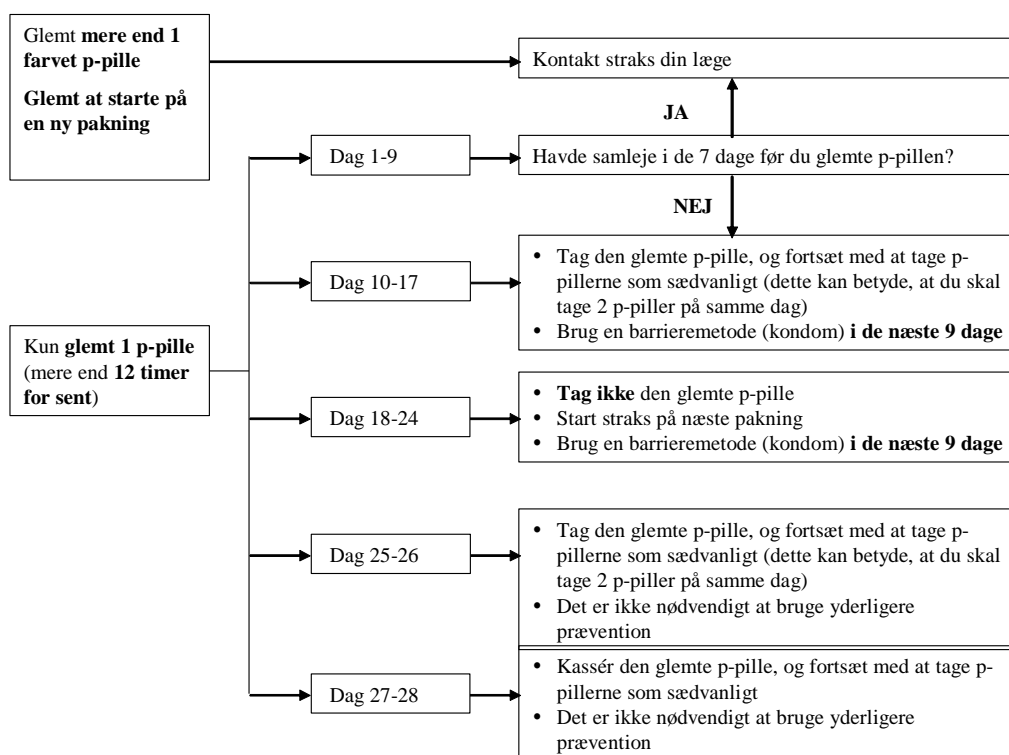 Glemt mere end 1
farvet p-pille
Glemt at starte på
en ny pakning
Kontakt straks din læge
JA
Dag 1-9
Havde samleje i de 7 dage før du glemte p-pillen?
NEJ
Dag 10-17
• Tag den glemte p-pille, og fortsæt med at tage p-
pillerne som sædvanligt (dette kan betyde, at du skal
tage 2 p-piller på samme dag)
• Brug en barrieremetode (kondom) i de næste 9 dage
Kun glemt 1 p-pille
(mere end 12 timer
for sent)
Dag 18-24
• Tag ikke den glemte p-pille
• Start straks på næste pakning
• Brug en barrieremetode (kondom) i de næste 9 dage
Dag 25-26
• Tag den glemte p-pille, og fortsæt med at tage p-
pillerne som sædvanligt (dette kan betyde, at du skal
tage 2 p-piller på samme dag)
• Det er ikke nødvendigt at bruge yderligere
prævention
Dag 27-28
• Kassér den glemte p-pille, og fortsæt med at tage p-
pillerne som sædvanligt
• Det er ikke nødvendigt at bruge yderligere
prævention